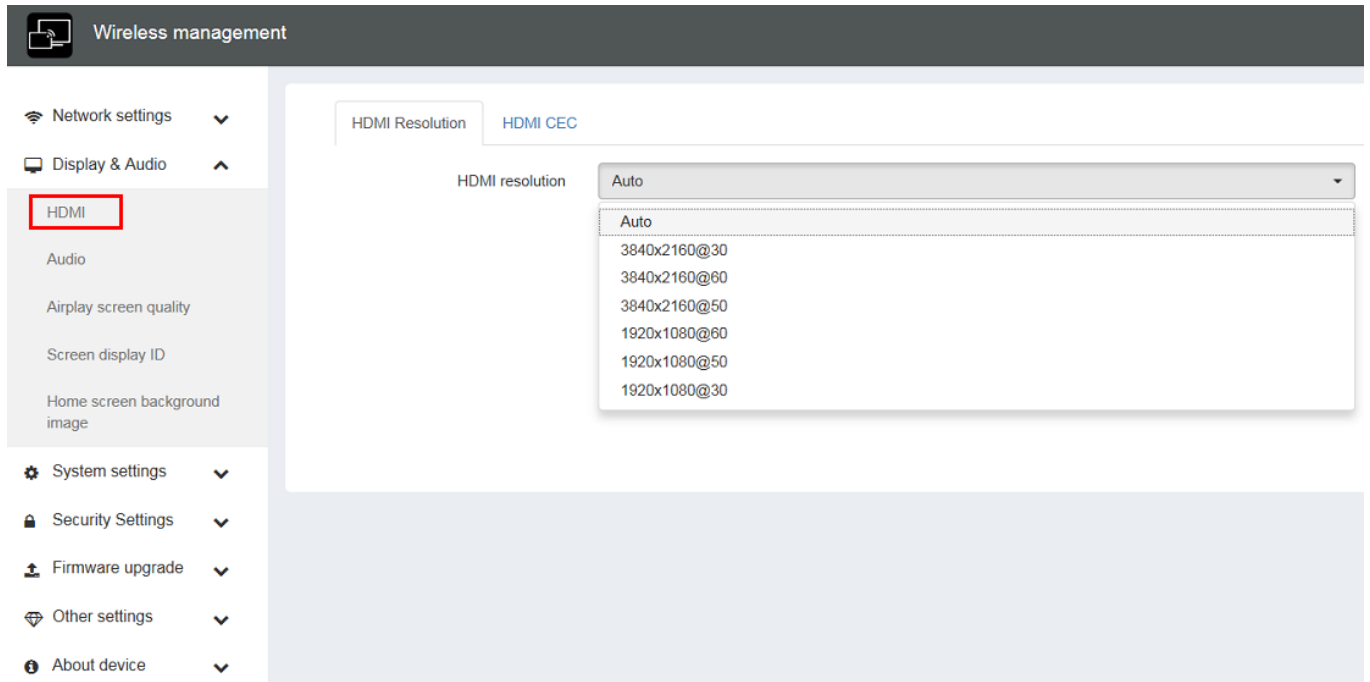 Wireless management
Network settings
Display & Audio
HDMI
Audio
Airplay screen quality
Screen display ID
Home screen background
image
System settings
Security Settings
Firmware upgrade
Other settings
About device
HDMI Resolution
HDMI CEC
HDMI resolution
Auto
Auto
3840x2160@30
3840x2160@60
3840x2160@50
1920x1080@60
1920x1080@50
1920x1080@30